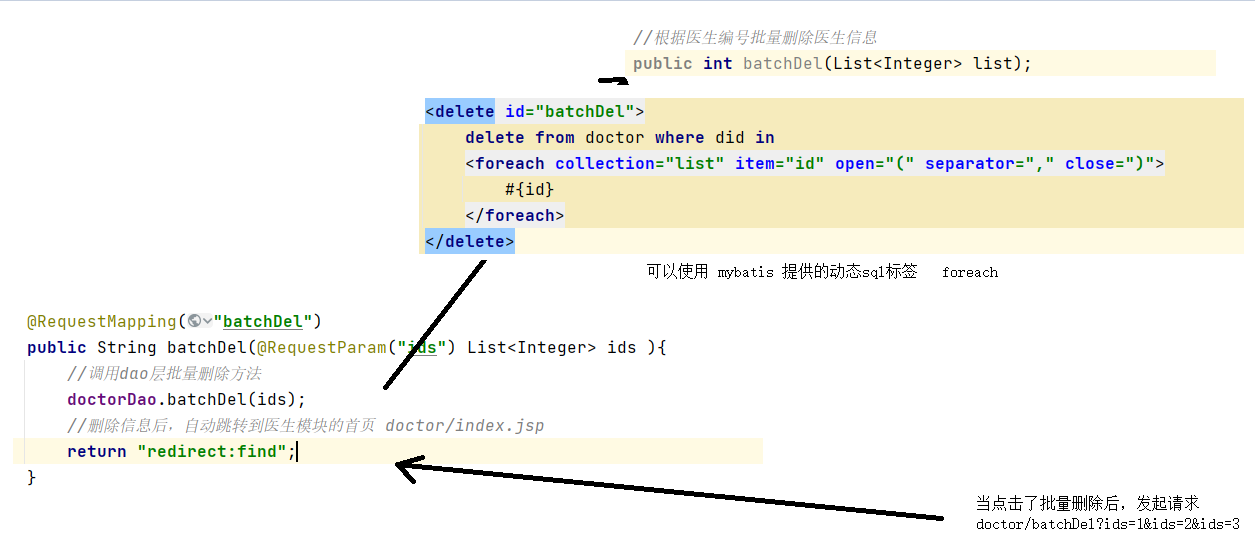 //根据医生编号批量删除医生信息
public int batchDel(List<Integer> list);
<delete id="batchDel">
delete from doctor where did in
<foreach collection="list" item="id" open="(" separator="," close=")">
#{id}
</foreach>
</delete>
可以使用 mybatis 提供的动态sql标签 foreach
@RequestMapping("batchDel")
public String batchDel(@RequestParam("ids") List<Integer> ids ){
//调用dao层批量删除方法
doctorDao.batchDel(ids);
//删除信息后，自动跳转到医生模块的首页 doctor/index.jsp
return "redirect:find";
}
当点击了批量删除后，发起请求
doctor/batchDel?ids=1&ids=2&ids=3